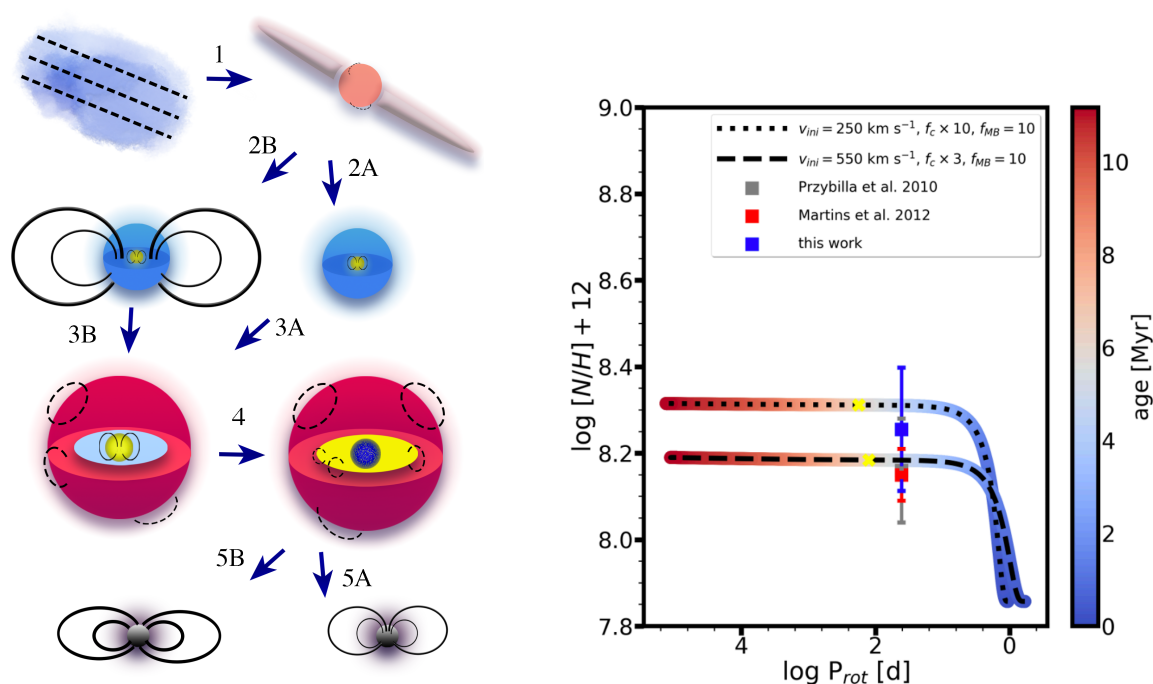 1
2B
2A
3B
3A
4
5B
5A
9.0
8.8
8.6
8.4
8.2
8.0
7.8
log [N/H] + 12
v_ini = 250 km s⁻¹, f_c × 10, f_MB = 10
v_ini = 550 km s⁻¹, f_c × 3, f_MB = 10
Przybilla et al. 2010
Martins et al. 2012
this work
4
2
0
log P_rot [d]
10
8
6
4
2
0
age [Myr]